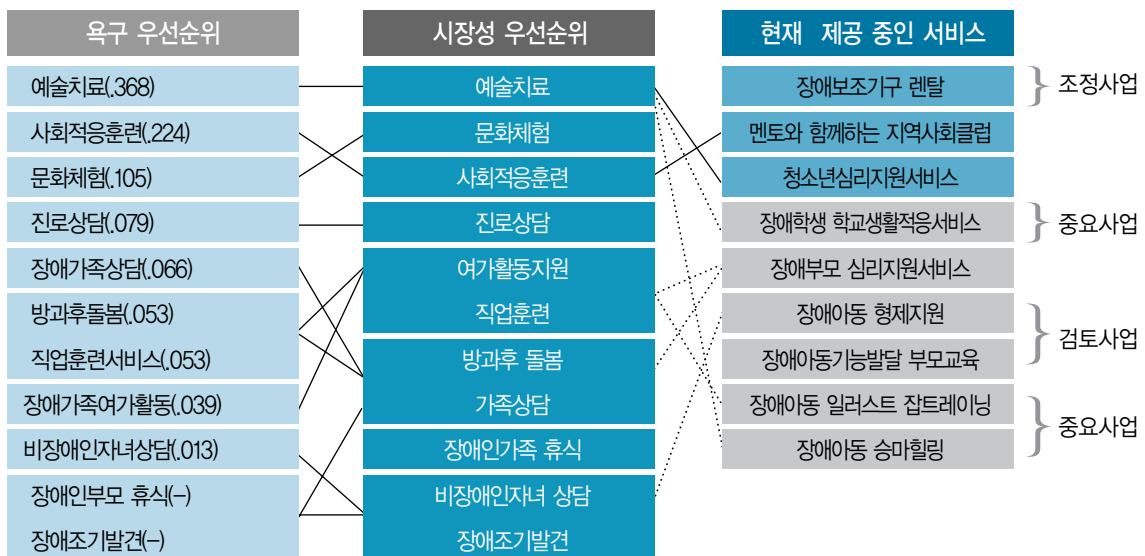 욕구 우선순위
예술치료(.368)
사회적응훈련(.224)
문화체험(.105)
진로상담(.079)
장애가족상담(.066)
방과후돌봄(.053)
직업훈련서비스(.053)
장애가족여가활동(.039)
비장애인자녀상담(.013)
장애인부모 휴식(-)
장애조기발견(-)
시장성 우선순위
예술치료
문화체험
사회적응훈련
진로상담
여가활동지원
직업훈련
방과후 돌봄
가족상담
장애인가족 휴식
비장애인자녀 상담
장애조기발견
현재 제공 중인 서비스
장애보조기구 렌탈
멘토와 함께하는 지역사회클럽
청소년심리지원서비스
장애학생 학교생활적응서비스
장애부모 심리지원서비스
장애아동 형제지원
장애아동기능발달 부모교육
장애아동 일러스트 잡트레이닝
장애아동 승마힐링
조정사업
중요사업
검토사업
중요사업